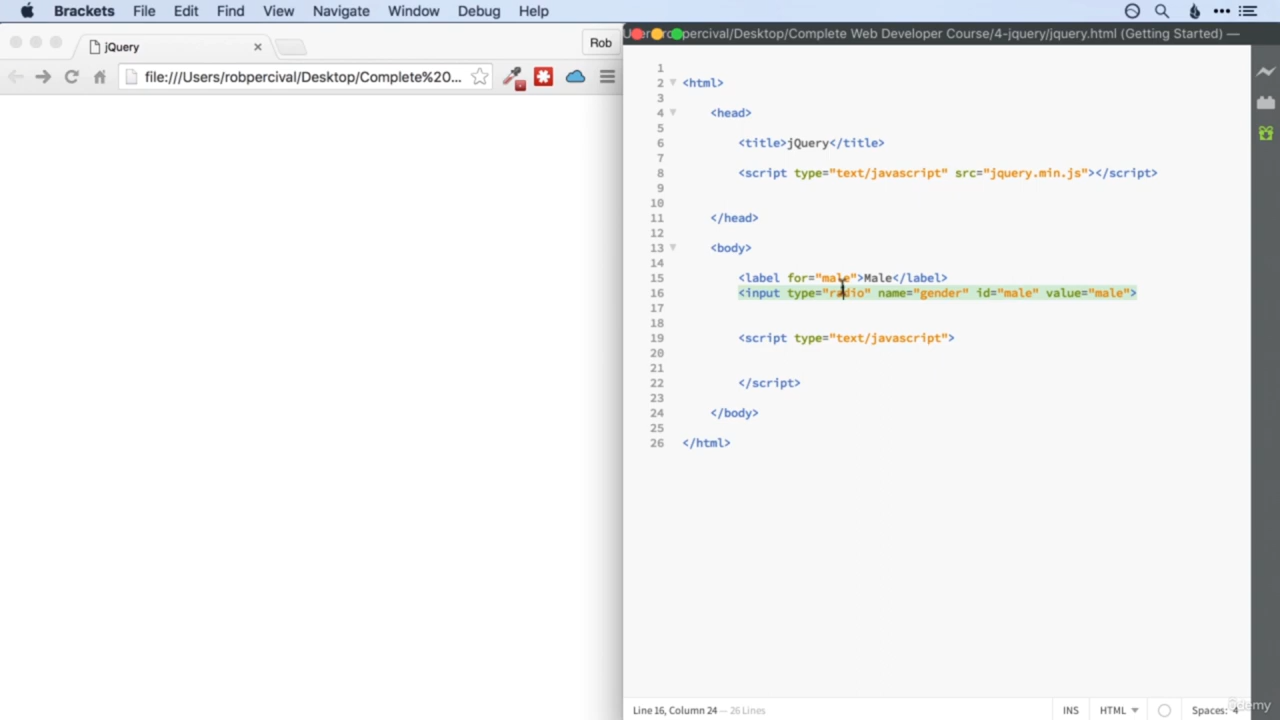 Brackets File Edit Find View Navigate Window Debug Help
jQuery
Rob
file:///Users/robpercival/Desktop/Complete%20...
robpercival/Desktop/Complete Web Developer Course/4-jquery/jquery.html (Getting Started) —
1
2 <html>
3
4 <head>
5
6 <title>jQuery</title>
7
8 <script type="text/javascript" src="jquery.min.js"></script>
9
10
11 </head>
12
13 <body>
14
15 <label for="male">Male</label>
16 <input type="radio" name="gender" id="male" value="male">
17
18
19 <script type="text/javascript">
20
21
22 </script>
23
24 </body>
25
26 </html>
Line 16, Column 24 — 26 Lines
INS HTML Spaces: 4
ûdemy